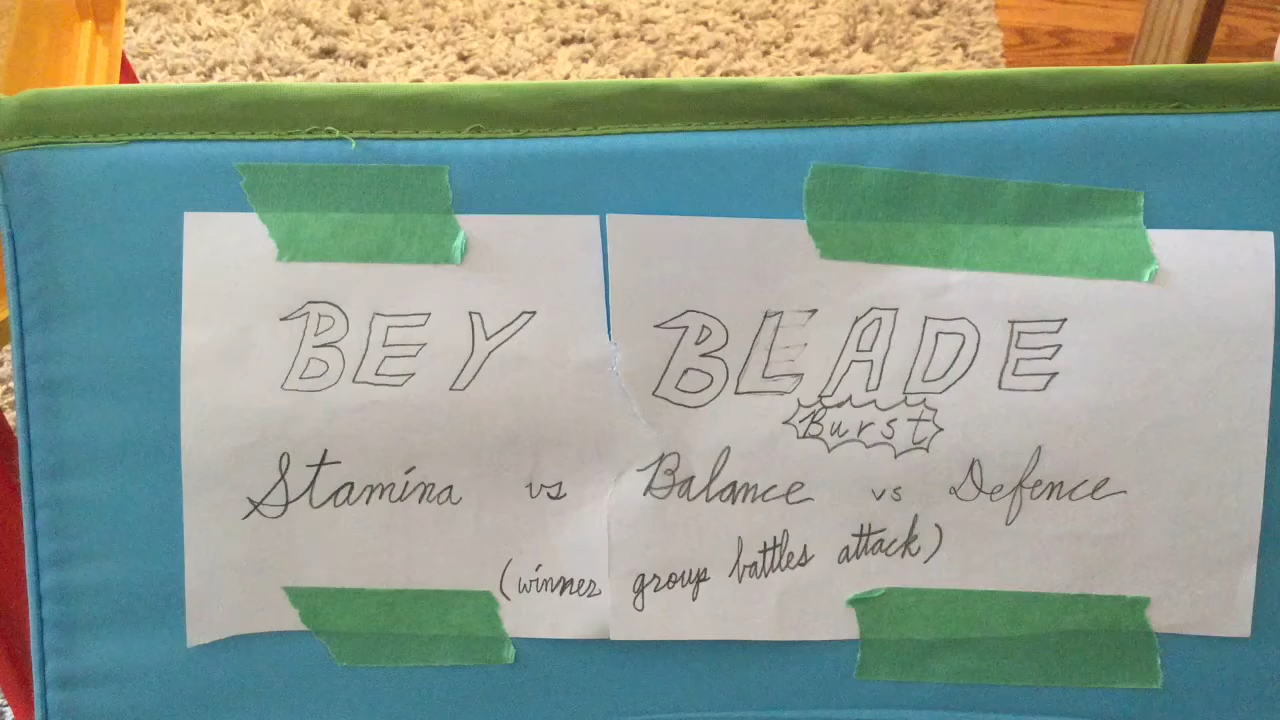 BEY BLADE
Burst
Stamina vs Balance vs Defence
(winner group battles attack)